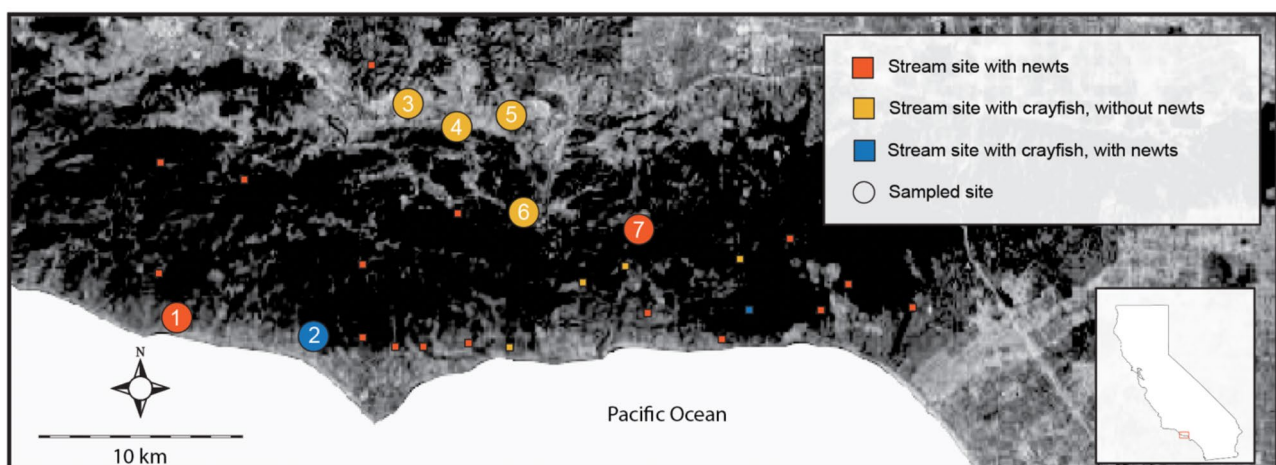 Stream site with newts
Stream site with crayfish, without newts
Stream site with crayfish, with newts
Sampled site
3
4
5
6
7
1
2
N
10 km
Pacific Ocean